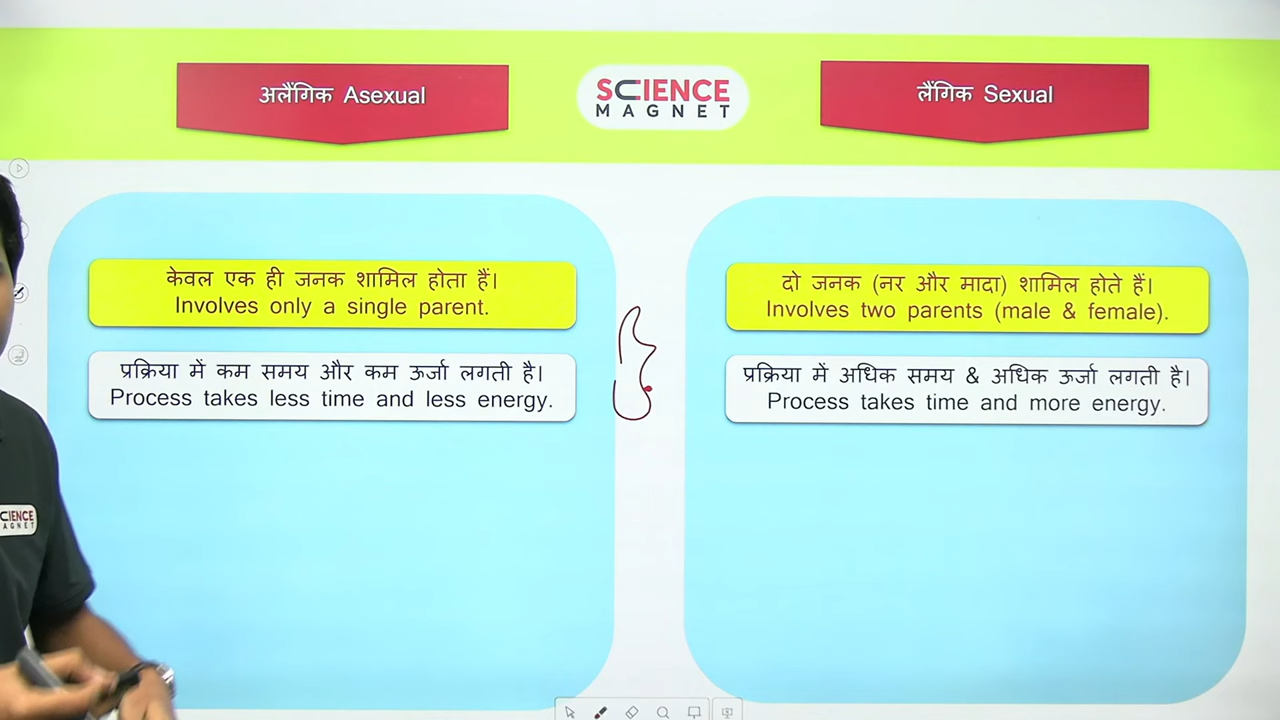 अलैंगिक Asexual
SCIENCE
MAGNET
लैंगिक Sexual
केवल एक ही जनक शामिल होता हैं।
Involves only a single parent.
प्रक्रिया में कम समय और कम ऊर्जा लगती है।
Process takes less time and less energy.
दो जनक (नर और मादा) शामिल होते हैं।
Involves two parents (male & female).
प्रक्रिया में अधिक समय & अधिक ऊर्जा लगती है।
Process takes time and more energy.
CIENCE
AGNET